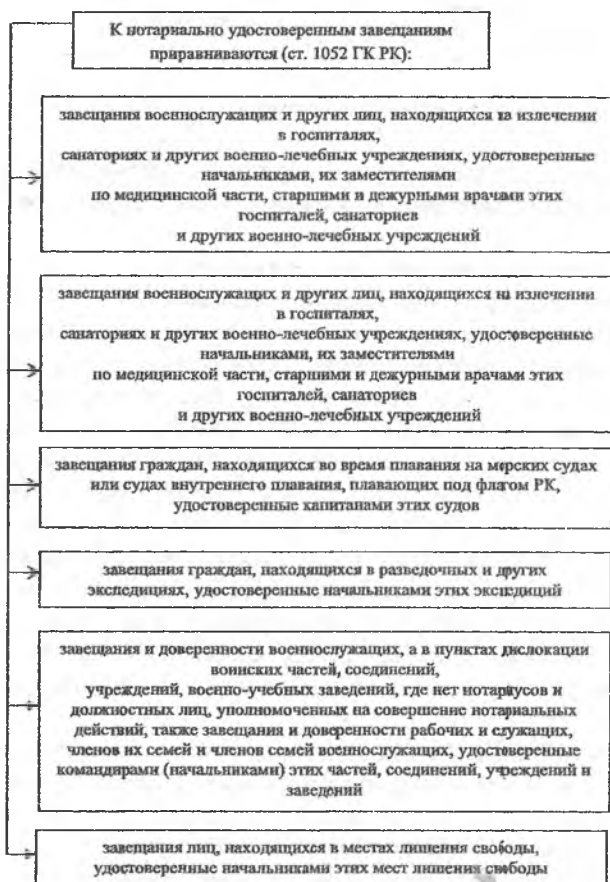 К нотариально удостоверенным завещаниям
приравниваются (ст. 1052 ГК РК):
завещания военнослужащих и других лиц, находящихся на излечении
в госпиталях,
санаториях и других военно-лечебных учреждениях, удостоверенные
начальниками, их заместителями
по медицинской части, старшими и дежурными врачами этих
госпиталей, санаториев
и других военно-лечебных учреждений
завещания военнослужащих и других лиц, находящихся на излечении
в госпиталях,
санаториях и других военно-лечебных учреждениях, удостоверенные
начальниками, их заместителями
по медицинской части, старшими и дежурными врачами этих
госпиталей, санаториев
и других военно-лечебных учреждений
завещания граждан, находящихся во время плавания на морских судах
или судах внутреннего плавания, плавающих под флагом РК,
удостоверенные капитанами этих судов
завещания граждан, находящихся в разведочных и других
экспедициях, удостоверенные начальниками этих экспедиций
завещания и доверенности военнослужащих, а в пунктах дислокации
воинских частей, соединений,
учреждений, военно-учебных заведений, где нет нотариусов и
должностных лиц, уполномоченных на совершение нотариальных
действий, также завещания и доверенности рабочих и служащих,
членов их семей и членов семей военнослужащих, удостоверенные
командирами (начальниками) этих частей, соединений, учреждений и
заведений
завещания лиц, находящихся в местах лишения свободы,
удостоверенные начальниками этих мест лишения свободы